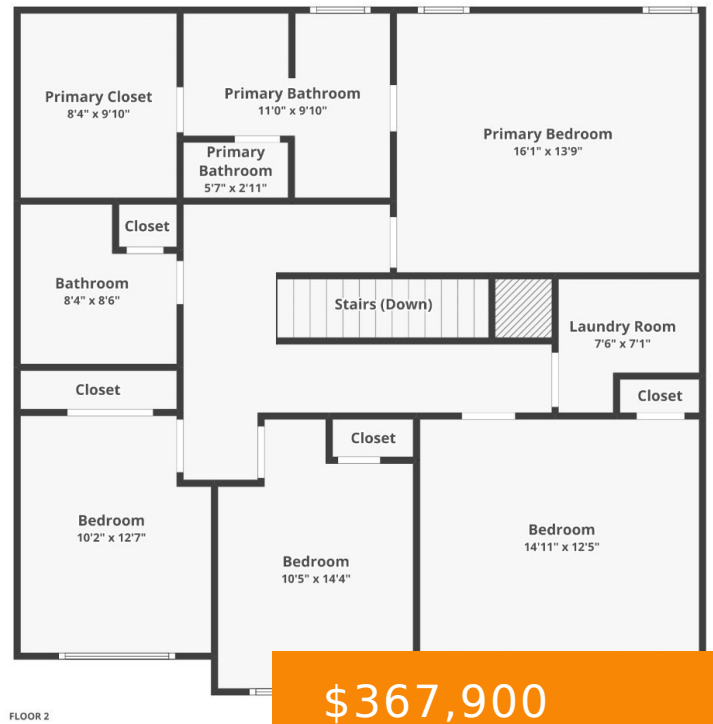 Primary Closet
8'4" x 9'10"
Primary Bathroom
11'0" x 9'10"
Primary Bedroom
16'1" x 13'9"
Primary
Bathroom
5'7" x 2'11"
Closet
Bathroom
8'4" x 8'6"
Stairs (Down)
Laundry Room
7'6" x 7'1"
Closet
Closet
Closet
Bedroom
10'2" x 12'7"
Bedroom
14'11" x 12'5"
Bedroom
10'5" x 14'4"
$367,900
FLOOR 2